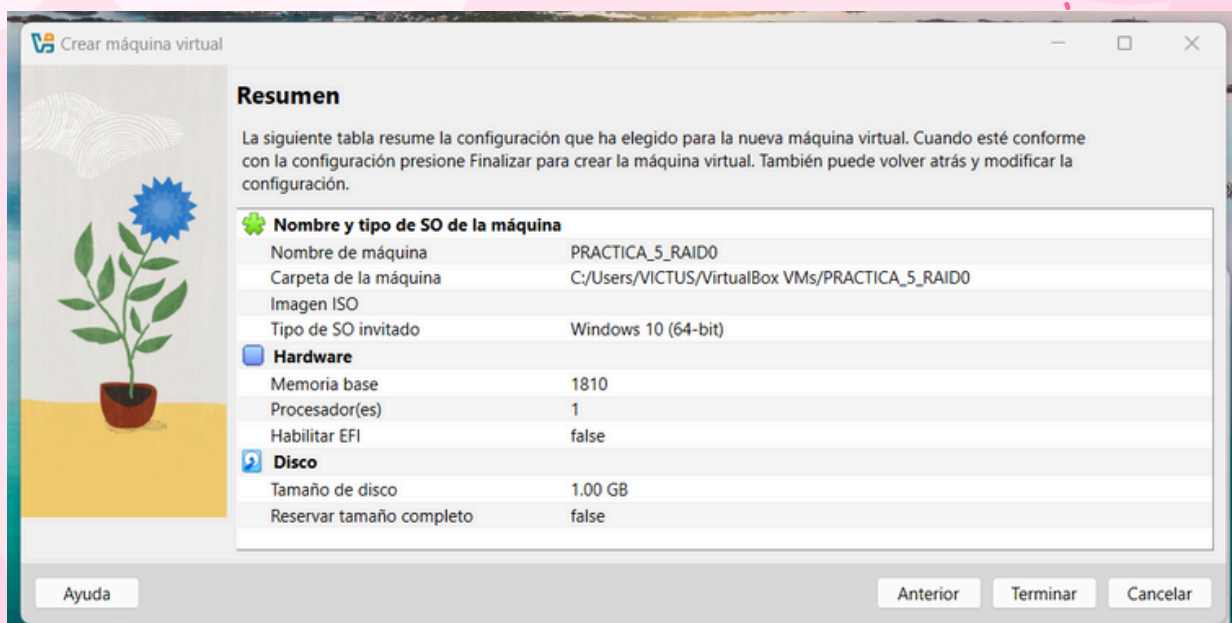 Crear máquina virtual
Resumen
La siguiente tabla resume la configuración que ha elegido para la nueva máquina virtual. Cuando esté conforme
con la configuración presione Finalizar para crear la máquina virtual. También puede volver atrás y modificar la
configuración.
Nombre y tipo de SO de la máquina
Nombre de máquina PRACTICA_5_RAID0
Carpeta de la máquina C:/Users/VICTUS/VirtualBox VMs/PRACTICA_5_RAID0
Imagen ISO
Tipo de SO invitado Windows 10 (64-bit)
Hardware
Memoria base 1810
Procesador(es) 1
Habilitar EFI false
Disco
Tamaño de disco 1.00 GB
Reservar tamaño completo false
Ayuda Anterior Terminar Cancelar